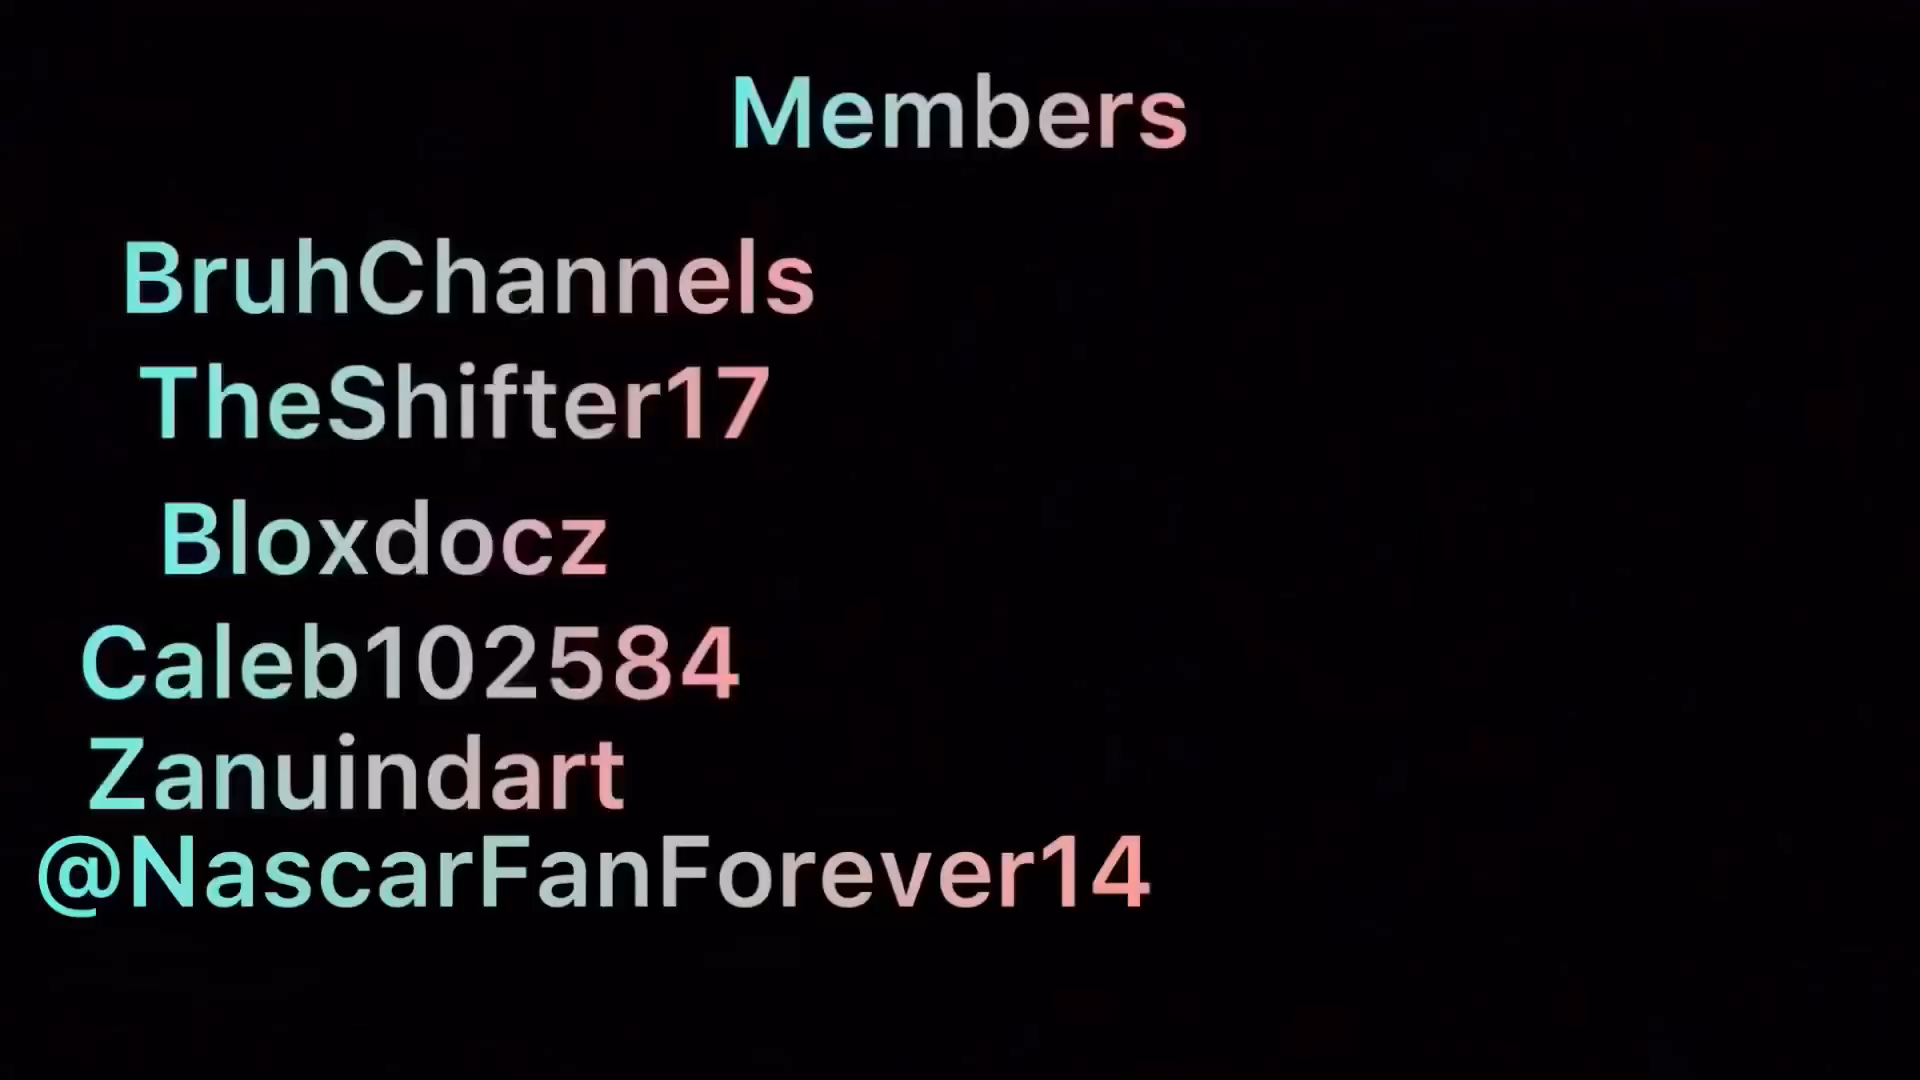 Members
BruhChannels
TheShifter17
Bloxdocz
Caleb102584
Zanuindart
@NascarFanForever14